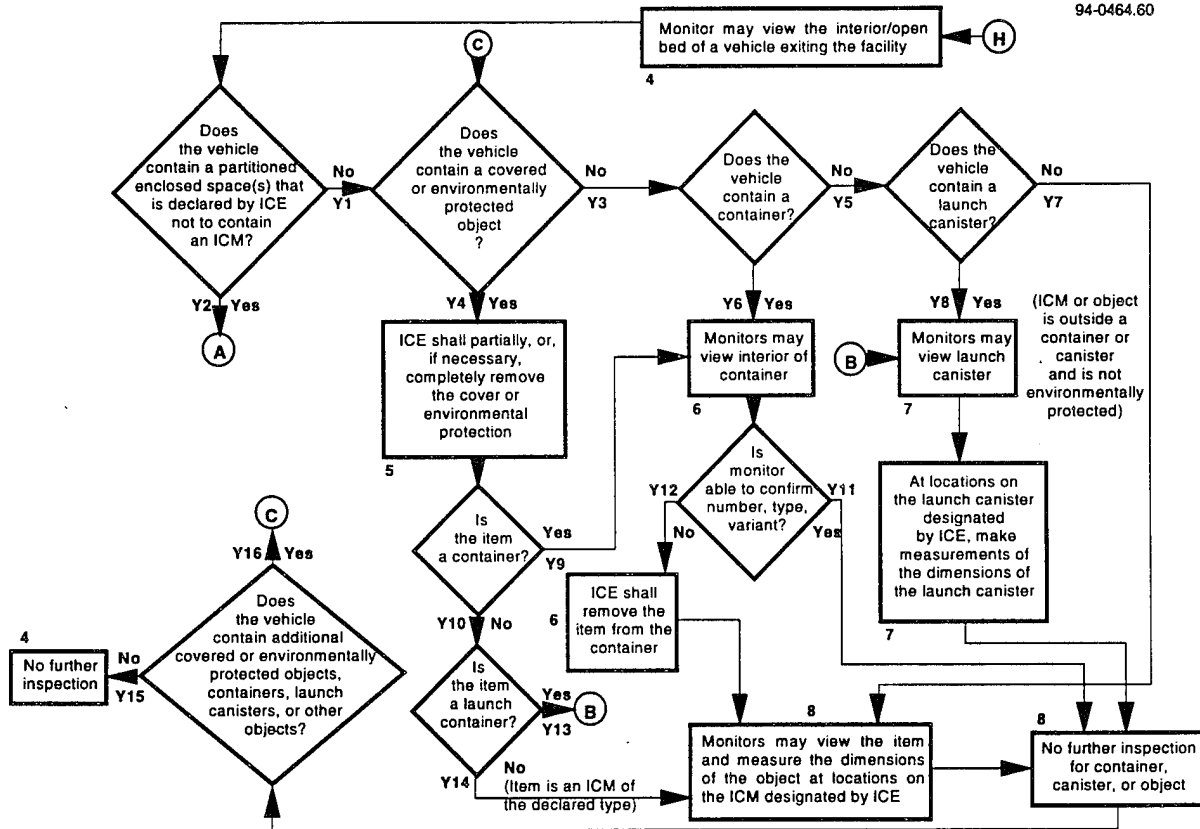 94-0464.60
Monitor may view the interior/open
bed of a vehicle exiting the facility
H
4
C
Does
the vehicle
contain a partitioned
enclosed space(s) that
is declared by ICE
not to contain
an ICM?
No
Y1
Y2
Yes
A
Does
the vehicle
contain a covered
or environmentally
protected
object
?
No
Y3
Y4
Yes
Does the
vehicle
contain a
container?
No
Y5
Y6
Yes
Does the
vehicle
contain a
launch
canister?
No
Y7
Y8
Yes
(ICM or object
is outside a
container or
canister
and is not
environmentally
protected)
ICE shall partially, or,
if necessary,
completely remove
the cover or
environmental
protection
5
Monitors may
view interior of
container
6
B
Monitors may
view launch
canister
7
Is
monitor
able to confirm
number, type,
variant?
Y12
No
Y11
Yes
At locations on
the launch canister
designated
by ICE, make
measurements of
the dimensions of
the launch canister
7
Is
the item
a container?
Yes
Y9
Y10
No
ICE shall
remove the
item from the
container
6
C
Y16
Yes
Does
the vehicle
contain additional
covered or environmentally
protected objects,
containers, launch
canisters, or other
objects?
No
Y15
4
No further
inspection
Is
the item
a launch
container?
Yes
Y13
B
Y14
No
(Item is an ICM of
the declared type)
8
Monitors may view the item
and measure the dimensions
of the object at locations on
the ICM designated by ICE
8
No further inspection
for container,
canister, or object